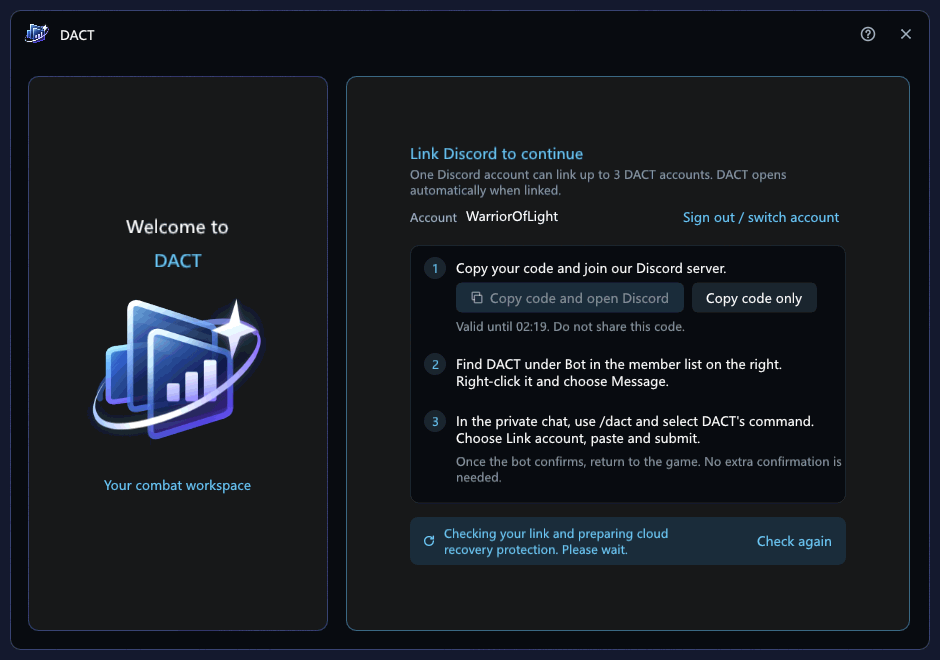 DACT
Welcome to
DACT
Your combat workspace
Link Discord to continue
One Discord account can link up to 3 DACT accounts. DACT opens
automatically when linked.
Account WarriorOfLight Sign out / switch account
1 Copy your code and join our Discord server.
Copy code and open Discord Copy code only
Valid until 02:19. Do not share this code.
2 Find DACT under Bot in the member list on the right.
Right-click it and choose Message.
3 In the private chat, use /dact and select DACT's command.
Choose Link account, paste and submit.
Once the bot confirms, return to the game. No extra confirmation is
needed.
Checking your link and preparing cloud
recovery protection. Please wait.
Check again